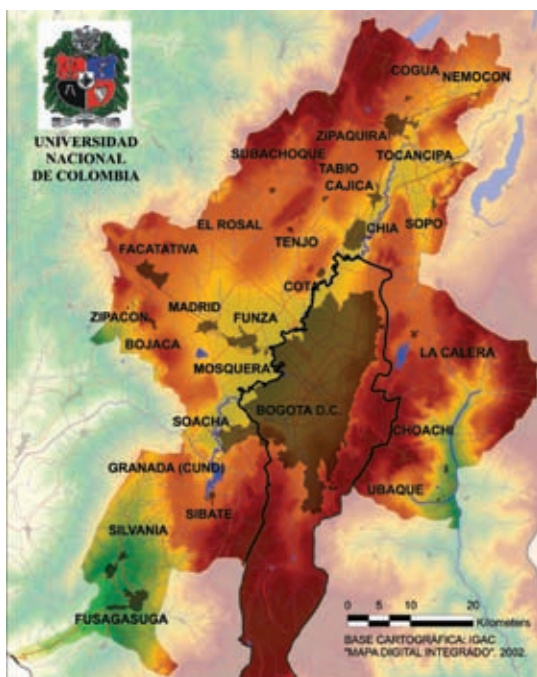 UNIVERSIDAD
NACIONAL
DE COLOMBIA
COGUA
NEMOCON
ZIPAQUIRA
SUBACHOQUE
TOCANCIPA
TABIO
CAJICA
EL ROSAL
SOPO
CHIA
TENJO
FACATATIVA
COTA
MADRID
ZIPACON
FUNZA
BOJACA
LA CALERA
MOSQUERA
BOGOTA D.C.
SOACHA
CHOACHI
GRANADA (CUND)
UBAQUE
SIBATE
SILVANIA
FUSAGASUGA
0 5 10 20
Kilometers
BASE CARTOGRÁFICA: IGAC
"MAPA DIGITAL INTEGRADO". 2002.